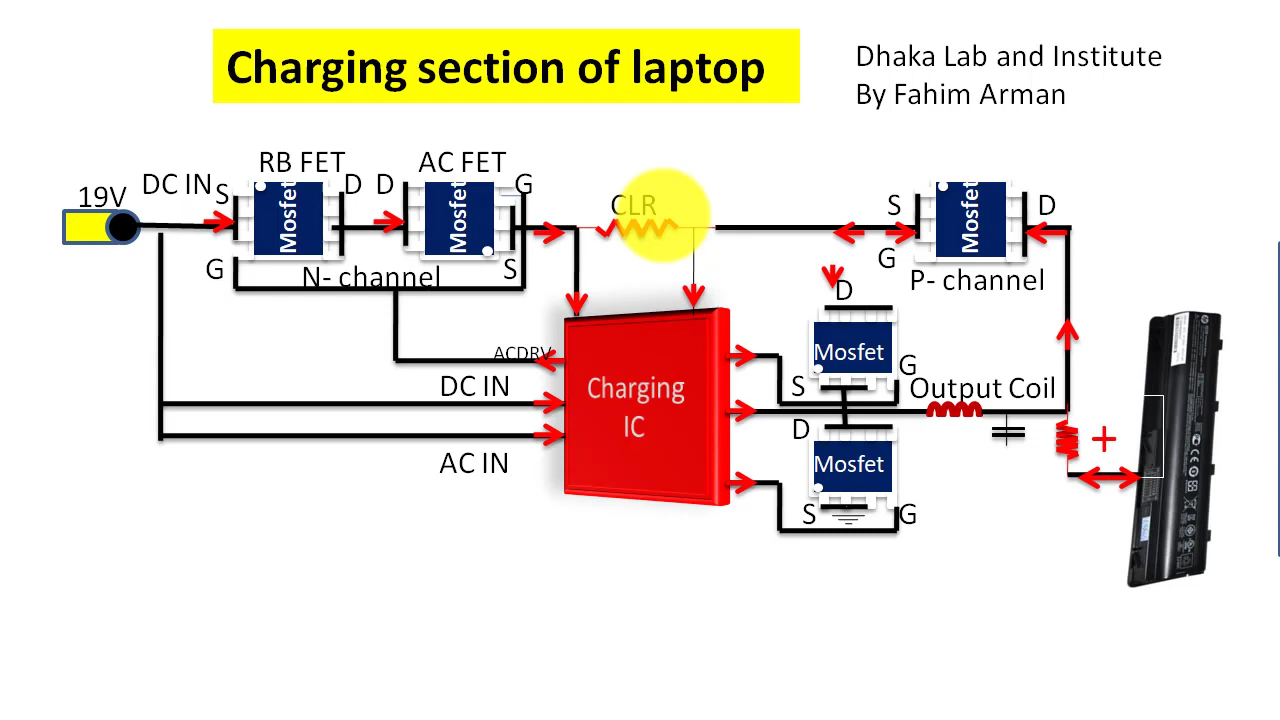 Charging section of laptop
Dhaka Lab and Institute
By Fahim Arman
RB FET
AC FET
19V
DC IN
S
D
D
G
CLR
S
D
Mosfet
Mosfet
Mosfet
G
N- channel
S
G
P- channel
D
ACDRV
Mosfet
G
DC IN
S
Output Coil
Charging
IC
D
+
AC IN
Mosfet
S
G